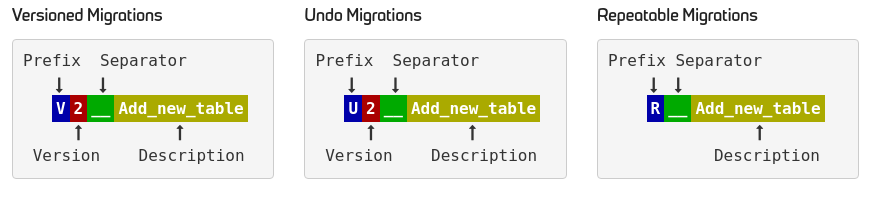 Versioned Migrations
Prefix Separator
V2__Add_new_table
Version Description
Undo Migrations
Prefix Separator
U2__Add_new_table
Version Description
Repeatable Migrations
Prefix Separator
R__Add_new_table
Description